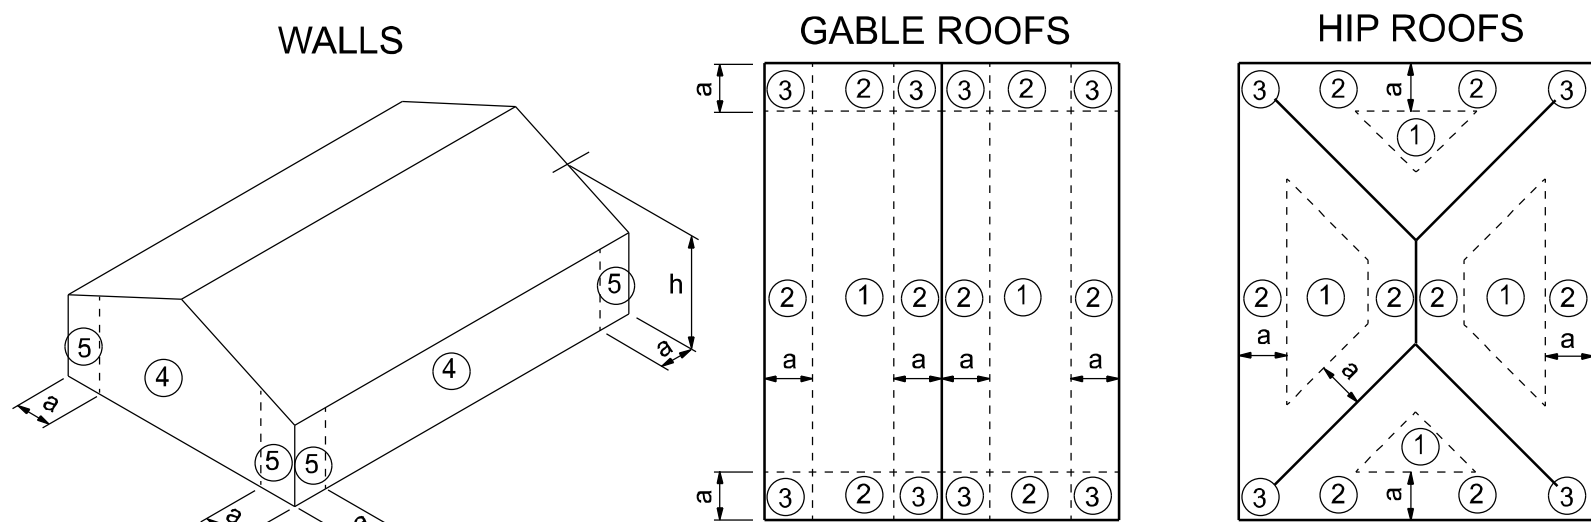 WALLS
GABLE ROOFS
HIP ROOFS
a 3 2 3 3 2 3
3 2 a 2 3
1
5 h
2 1 2 2 1 2
2 1 2 2 1 2
5 4 4 a
a a a a
a a
a
a
5 5
1
a 3 2 3 3 2 3
3 2 a 2 3
a a